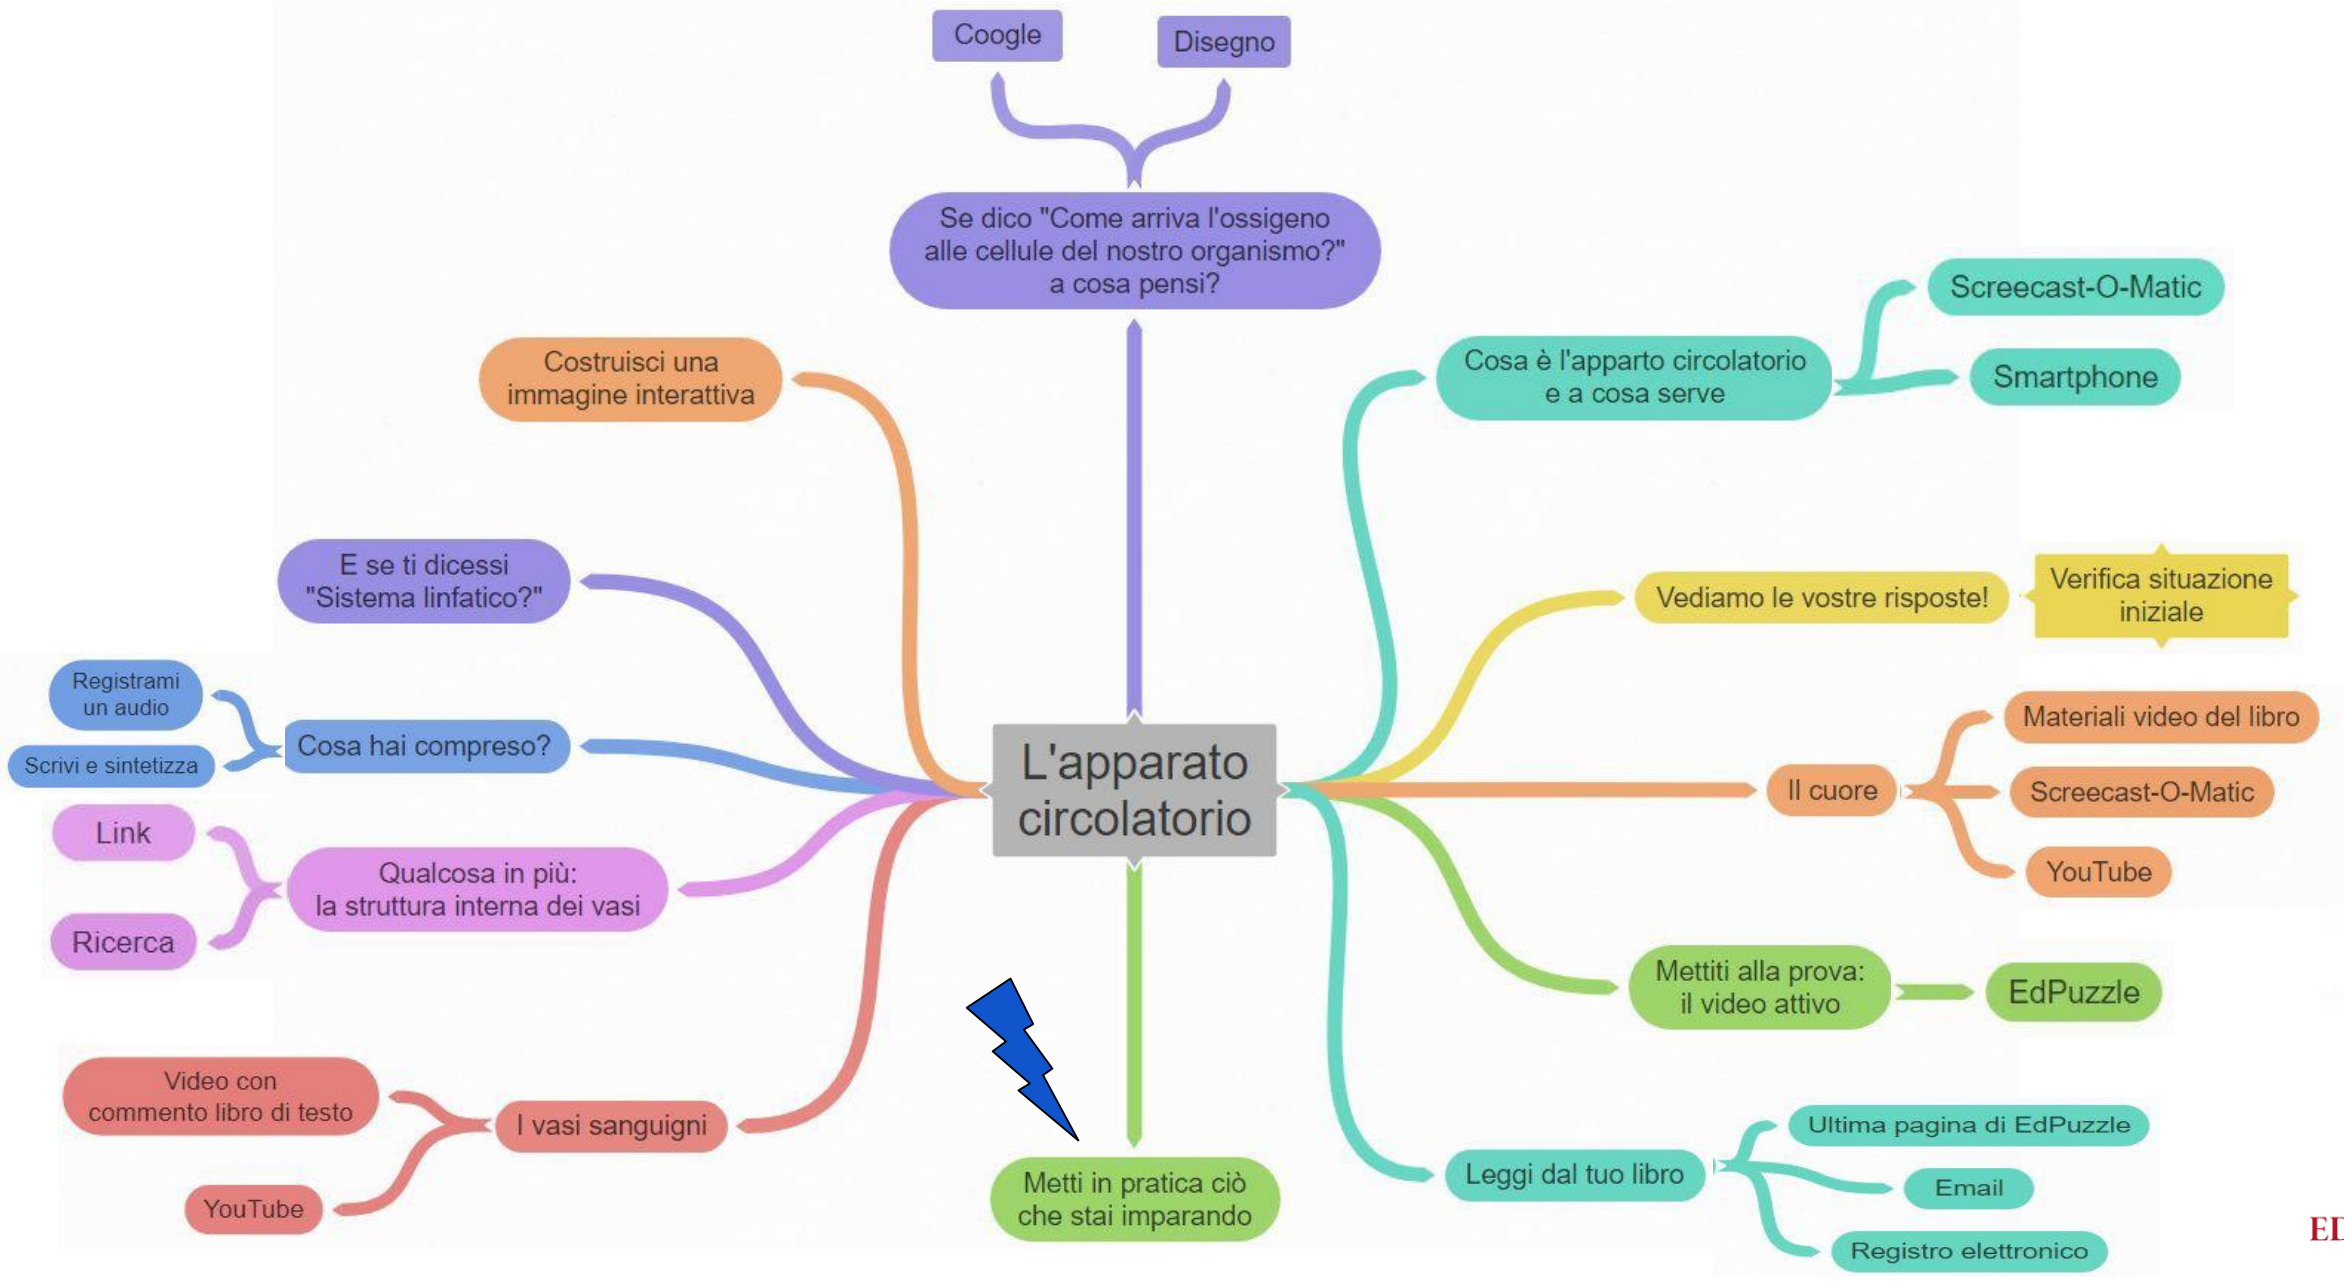 Coogle
Disegno
Se dico "Come arriva l'ossigeno
alle cellule del nostro organismo?"
a cosa pensi?
Cosa è l'apparto circolatorio
e a cosa serve
Screecast-O-Matic
Smartphone
Vediamo le vostre risposte!
Verifica situazione
iniziale
Il cuore
Materiali video del libro
Screecast-O-Matic
YouTube
Mettiti alla prova:
il video attivo
EdPuzzle
Leggi dal tuo libro
Ultima pagina di EdPuzzle
Email
Registro elettronico
L'apparato
circolatorio
Metti in pratica ciò
che stai imparando
I vasi sanguigni
Video con
commento libro di testo
YouTube
Qualcosa in più:
la struttura interna dei vasi
Link
Ricerca
Cosa hai compreso?
Registrami
un audio
Scrivi e sintetizza
E se ti dicessi
"Sistema linfatico?"
Costruisci una
immagine interattiva